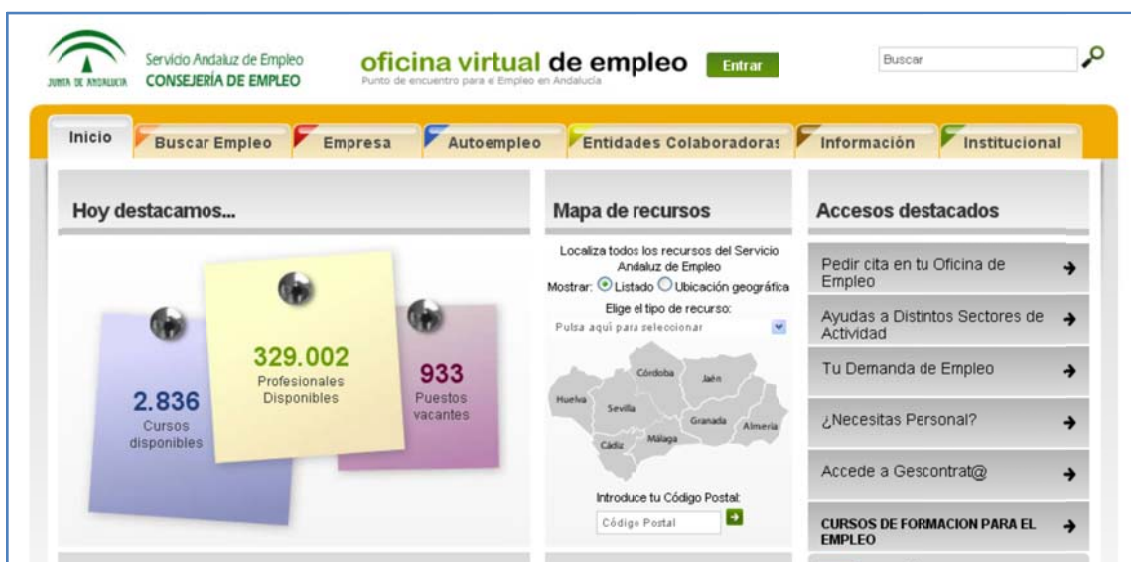 JUNTA DE ANDALUCIA
Servicio Andaluz de Empleo
CONSEJERÍA DE EMPLEO
oficina virtual de empleo
Punto de encuentro para el Empleo en Andalucía
Entrar
Buscar
Inicio
Buscar Empleo
Empresa
Autoempleo
Entidades Colaboradoras
Información
Institucional
Hoy destacamos...
2.836
Cursos
disponibles
329.002
Profesionales
Disponibles
933
Puestos
vacantes
Mapa de recursos
Localiza todos los recursos del Servicio
Andaluz de Empleo
Mostrar: Listado Ubicación geográfica
Elige el tipo de recurso:
Pulsa aquí para seleccionar
Córdoba
Jaén
Huelva
Sevilla
Granada
Almería
Málaga
Cádiz
Introduce tu Código Postal:
Código Postal
Accesos destacados
Pedir cita en tu Oficina de
Empleo
Ayudas a Distintos Sectores de
Actividad
Tu Demanda de Empleo
¿Necesitas Personal?
Accede a Gescontrat@
CURSOS DE FORMACION PARA EL
EMPLEO